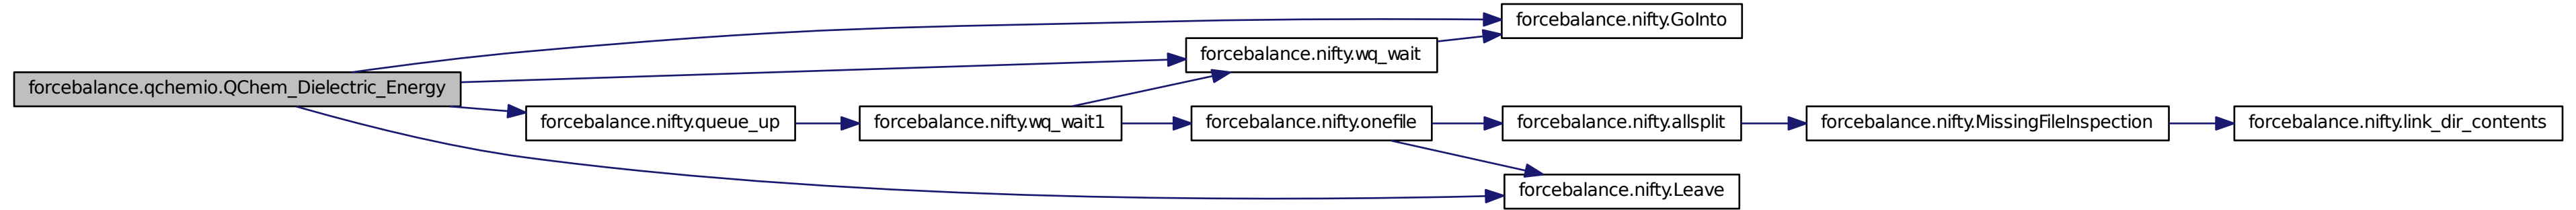 forcebalance.nifty.GoInto
forcebalance.nifty.wq_wait
forcebalance.qchemio.QChem_Dielectric_Energy
forcebalance.nifty.queue_up
forcebalance.nifty.wq_wait1
forcebalance.nifty.onefile
forcebalance.nifty.allsplit
forcebalance.nifty.MissingFileInspection
forcebalance.nifty.link_dir_contents
forcebalance.nifty.Leave